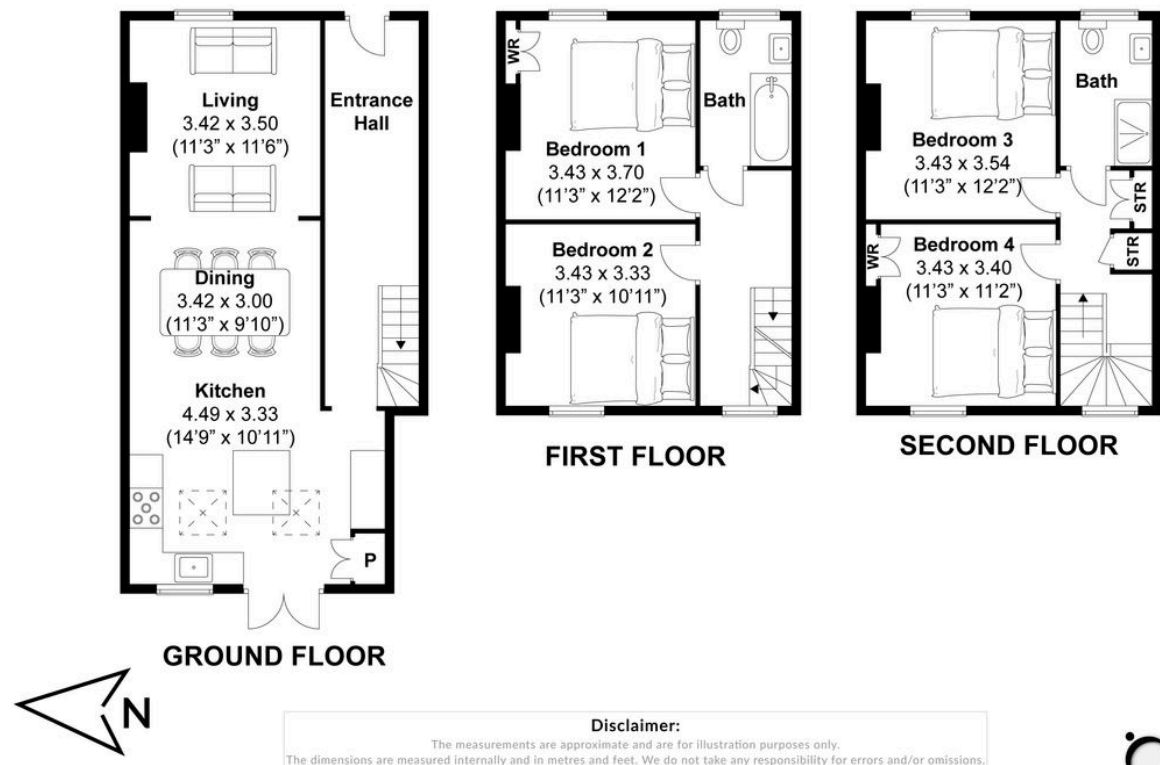 Living
3.42 x 3.50
(11’3” x 11’6”)
Entrance
Hall
Dining
3.42 x 3.00
(11’3” x 9’10”)
Kitchen
4.49 x 3.33
(14’9” x 10’11”)
P
GROUND FLOOR
WR
Bath
Bedroom 1
3.43 x 3.70
(11’3” x 12’2”)
Bedroom 2
3.43 x 3.33
(11’3” x 10’11”)
FIRST FLOOR
Bath
Bedroom 3
3.43 x 3.54
(11’3” x 12’2”)
STR
STR
WR
Bedroom 4
3.43 x 3.40
(11’3” x 11’2”)
SECOND FLOOR
N
Disclaimer:
The measurements are approximate and are for illustration purposes only.
The dimensions are measured internally and in metres and feet. We do not take any responsibility for errors and/or omissions.